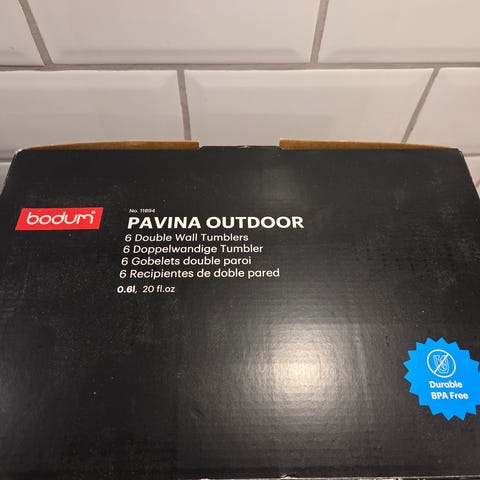 bodum®
No. 11894
PAVINA OUTDOOR
6 Double Wall Tumblers
6 Doppelwandige Tumbler
6 Gobelets double paroi
6 Recipientes de doble pared
0.6l, 20 fl.oz
Durable
BPA Free